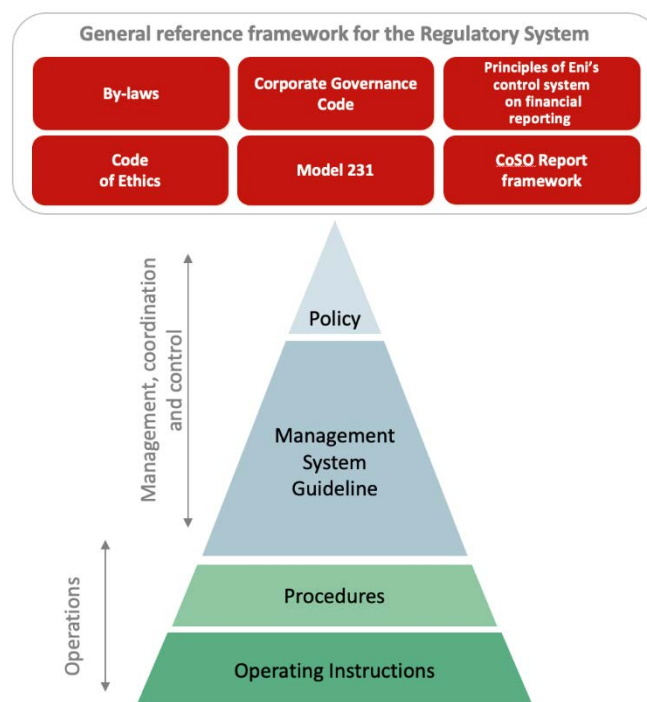 General reference framework for the Regulatory System
By-laws
Corporate Governance
Code
Principles of Eni's
control system
on financial
reporting
Code
of Ethics
Model 231
CoSO Report
framework
Management, coordination
and control
Policy
Management
System
Guideline
Operations
Procedures
Operating Instructions